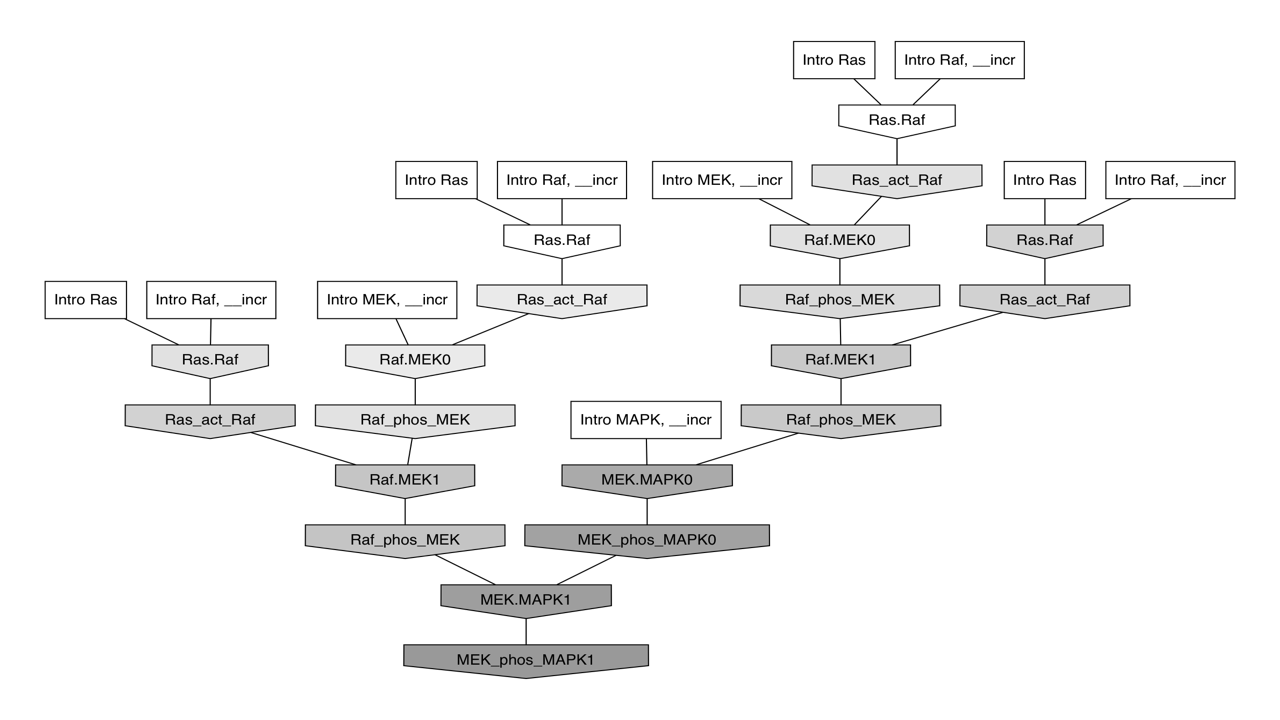 Intro Ras
Intro Raf, __incr
Ras.Raf
Intro Ras
Intro Raf, __incr
Intro MEK, __incr
Ras_act_Raf
Intro Ras
Intro Raf, __incr
Ras.Raf
Raf.MEK0
Ras.Raf
Intro Ras
Intro Raf, __incr
Intro MEK, __incr
Ras_act_Raf
Raf_phos_MEK
Ras_act_Raf
Ras.Raf
Raf.MEK0
Raf.MEK1
Ras_act_Raf
Raf_phos_MEK
Intro MAPK, __incr
Raf_phos_MEK
Raf.MEK1
MEK.MAPK0
Raf_phos_MEK
MEK_phos_MAPK0
MEK.MAPK1
MEK_phos_MAPK1